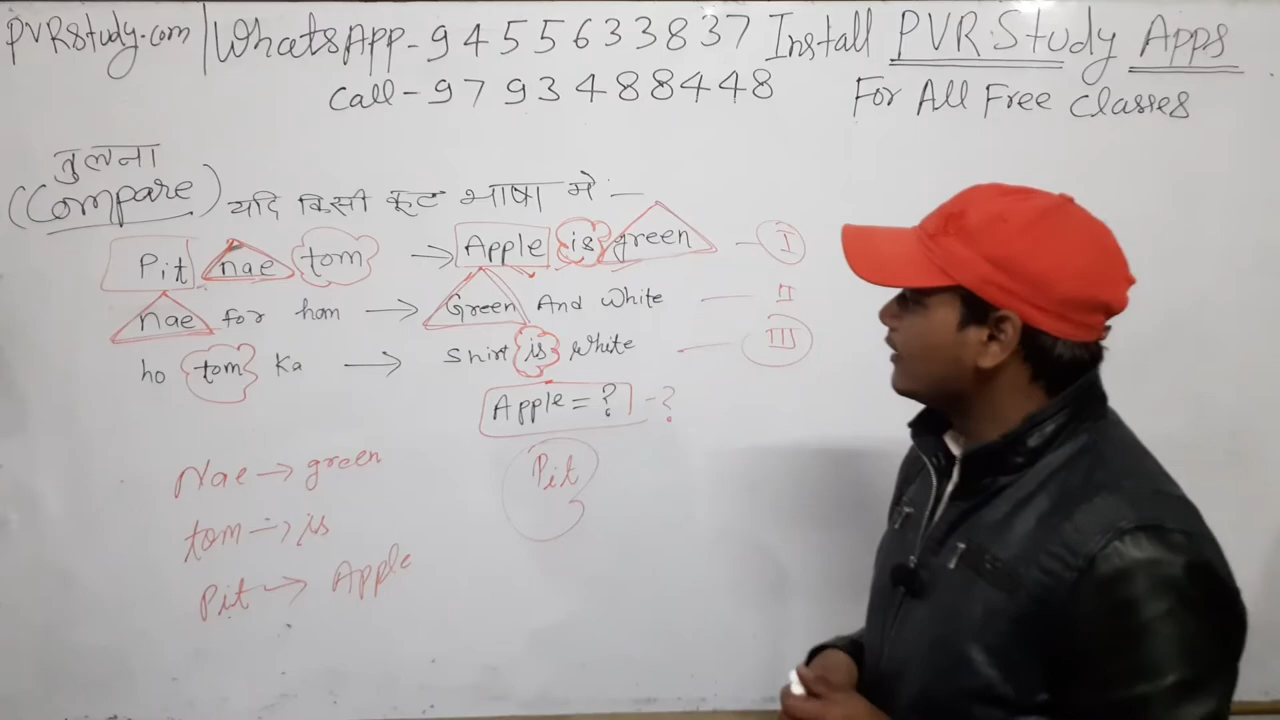 PVRStudy.com | WhatsApp-9455633837 Install PVR Study Apps
Call-9793488448 For All Free Classes
तुलना
(Compare) यदि किसी कूट भाषा मे :-
Pit nae tom → Apple is green - I
nae for ham → Green And White - II
ho tom Ka → Shirt is white - III
Apple = ? - ?
Pit
Nae → green
tom → is
Pit → Apple